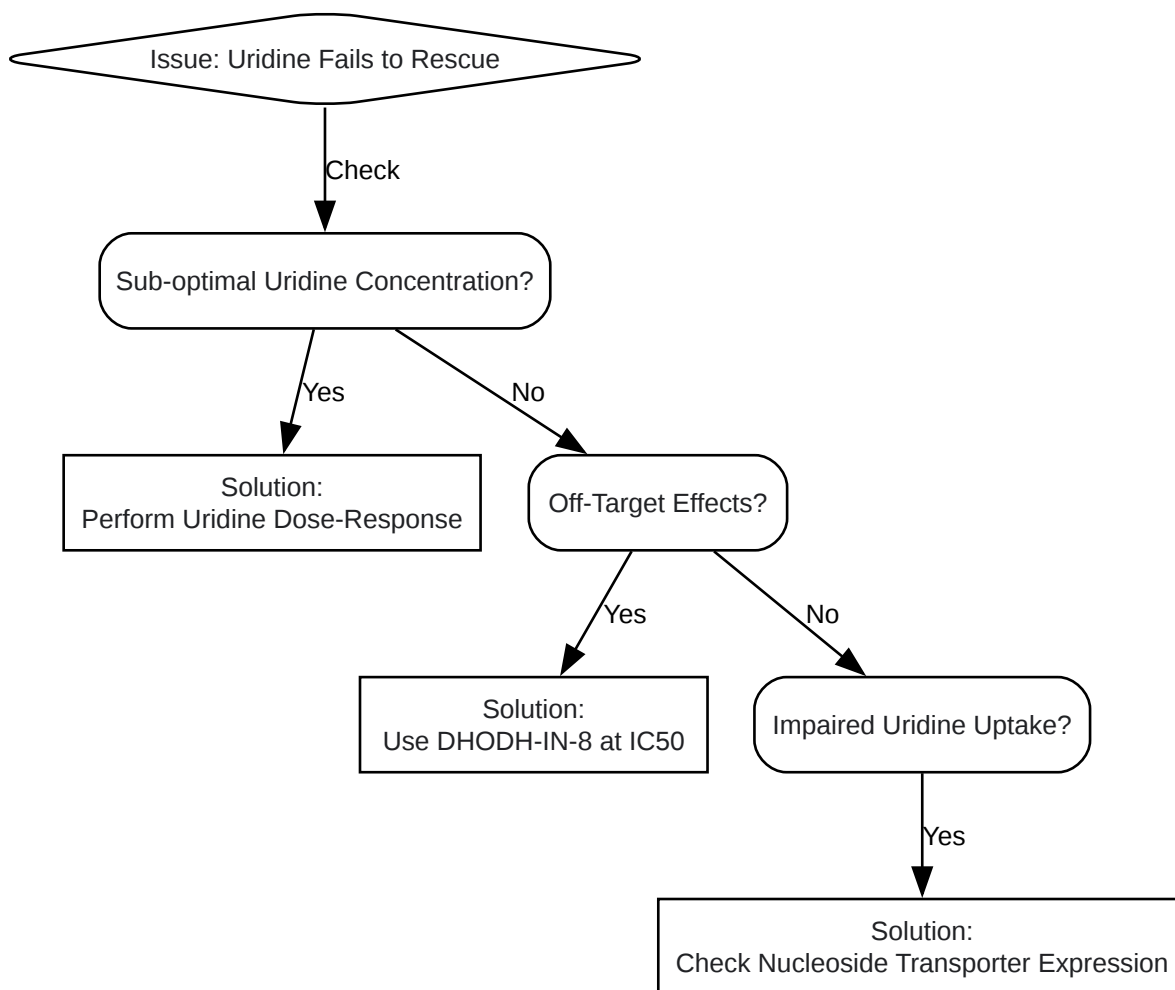 Issue: Uridine Fails to Rescue
Check
Sub-optimal Uridine Concentration?
Yes
No
Solution:
Perform Uridine Dose-Response
Off-Target Effects?
Yes
No
Solution:
Use DHODH-IN-8 at IC50
Impaired Uridine Uptake?
Yes
Solution:
Check Nucleoside Transporter Expression